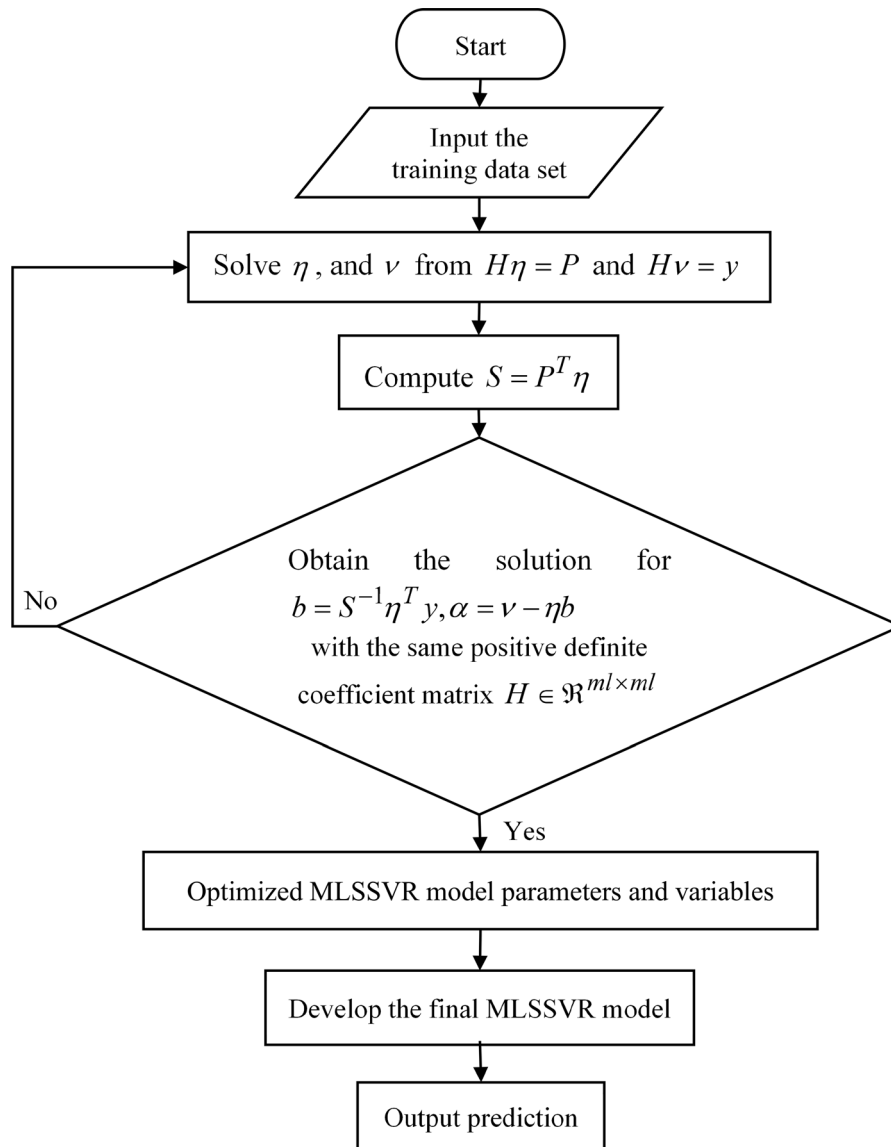 Start
Input the
training data set
Solve η , and ν from Hη = P and Hν = y
Compute S = P^T η
Obtain the solution for
b = S^{-1} η^T y, α = ν − ηb
with the same positive definite
coefficient matrix H ∈ ℜ^{ml×ml}
No
Yes
Optimized MLSSVR model parameters and variables
Develop the final MLSSVR model
Output prediction